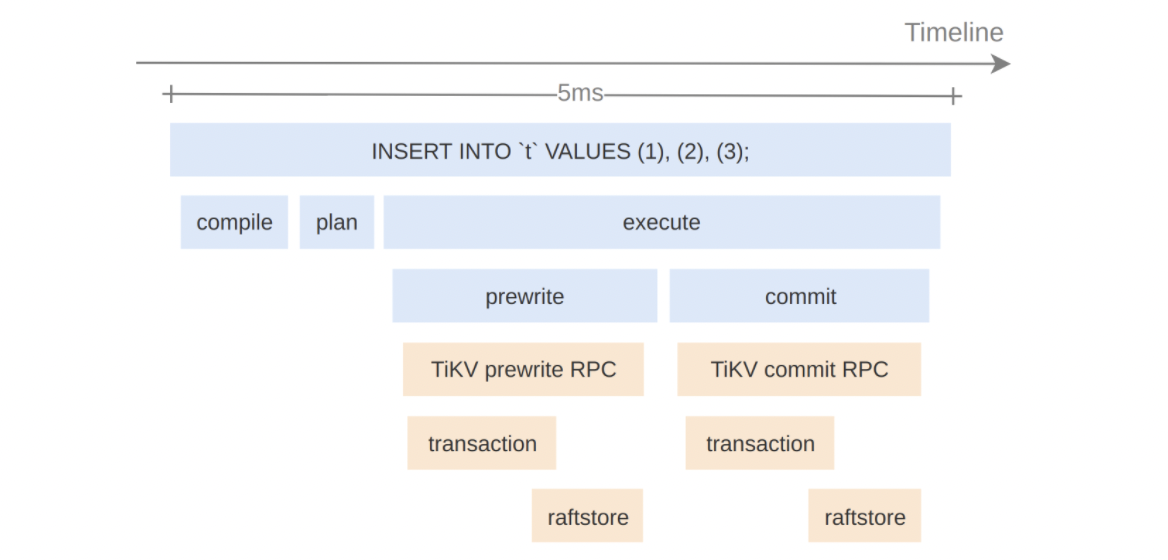 Timeline
5ms
INSERT INTO `t` VALUES (1), (2), (3);
compile plan execute
prewrite commit
TiKV prewrite RPC TiKV commit RPC
transaction transaction
raftstore raftstore